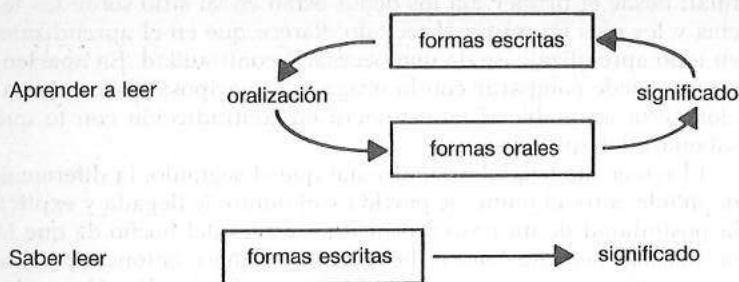 formas escritas
Aprender a leer
oralización
significado
formas orales
Saber leer
formas escritas
significado